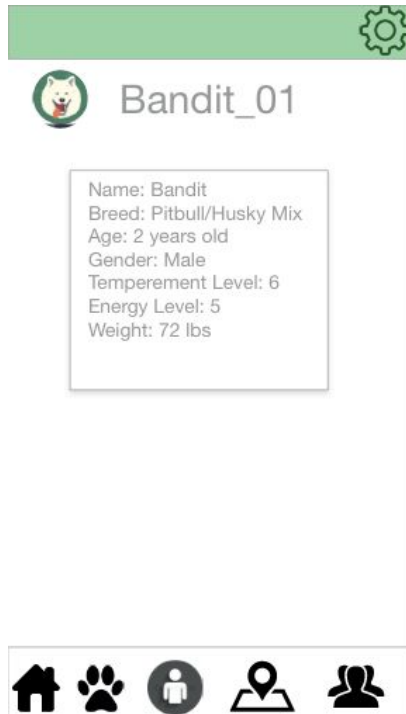 Bandit_01
Name: Bandit
Breed: Pitbull/Husky Mix
Age: 2 years old
Gender: Male
Temperement Level: 6
Energy Level: 5
Weight: 72 lbs